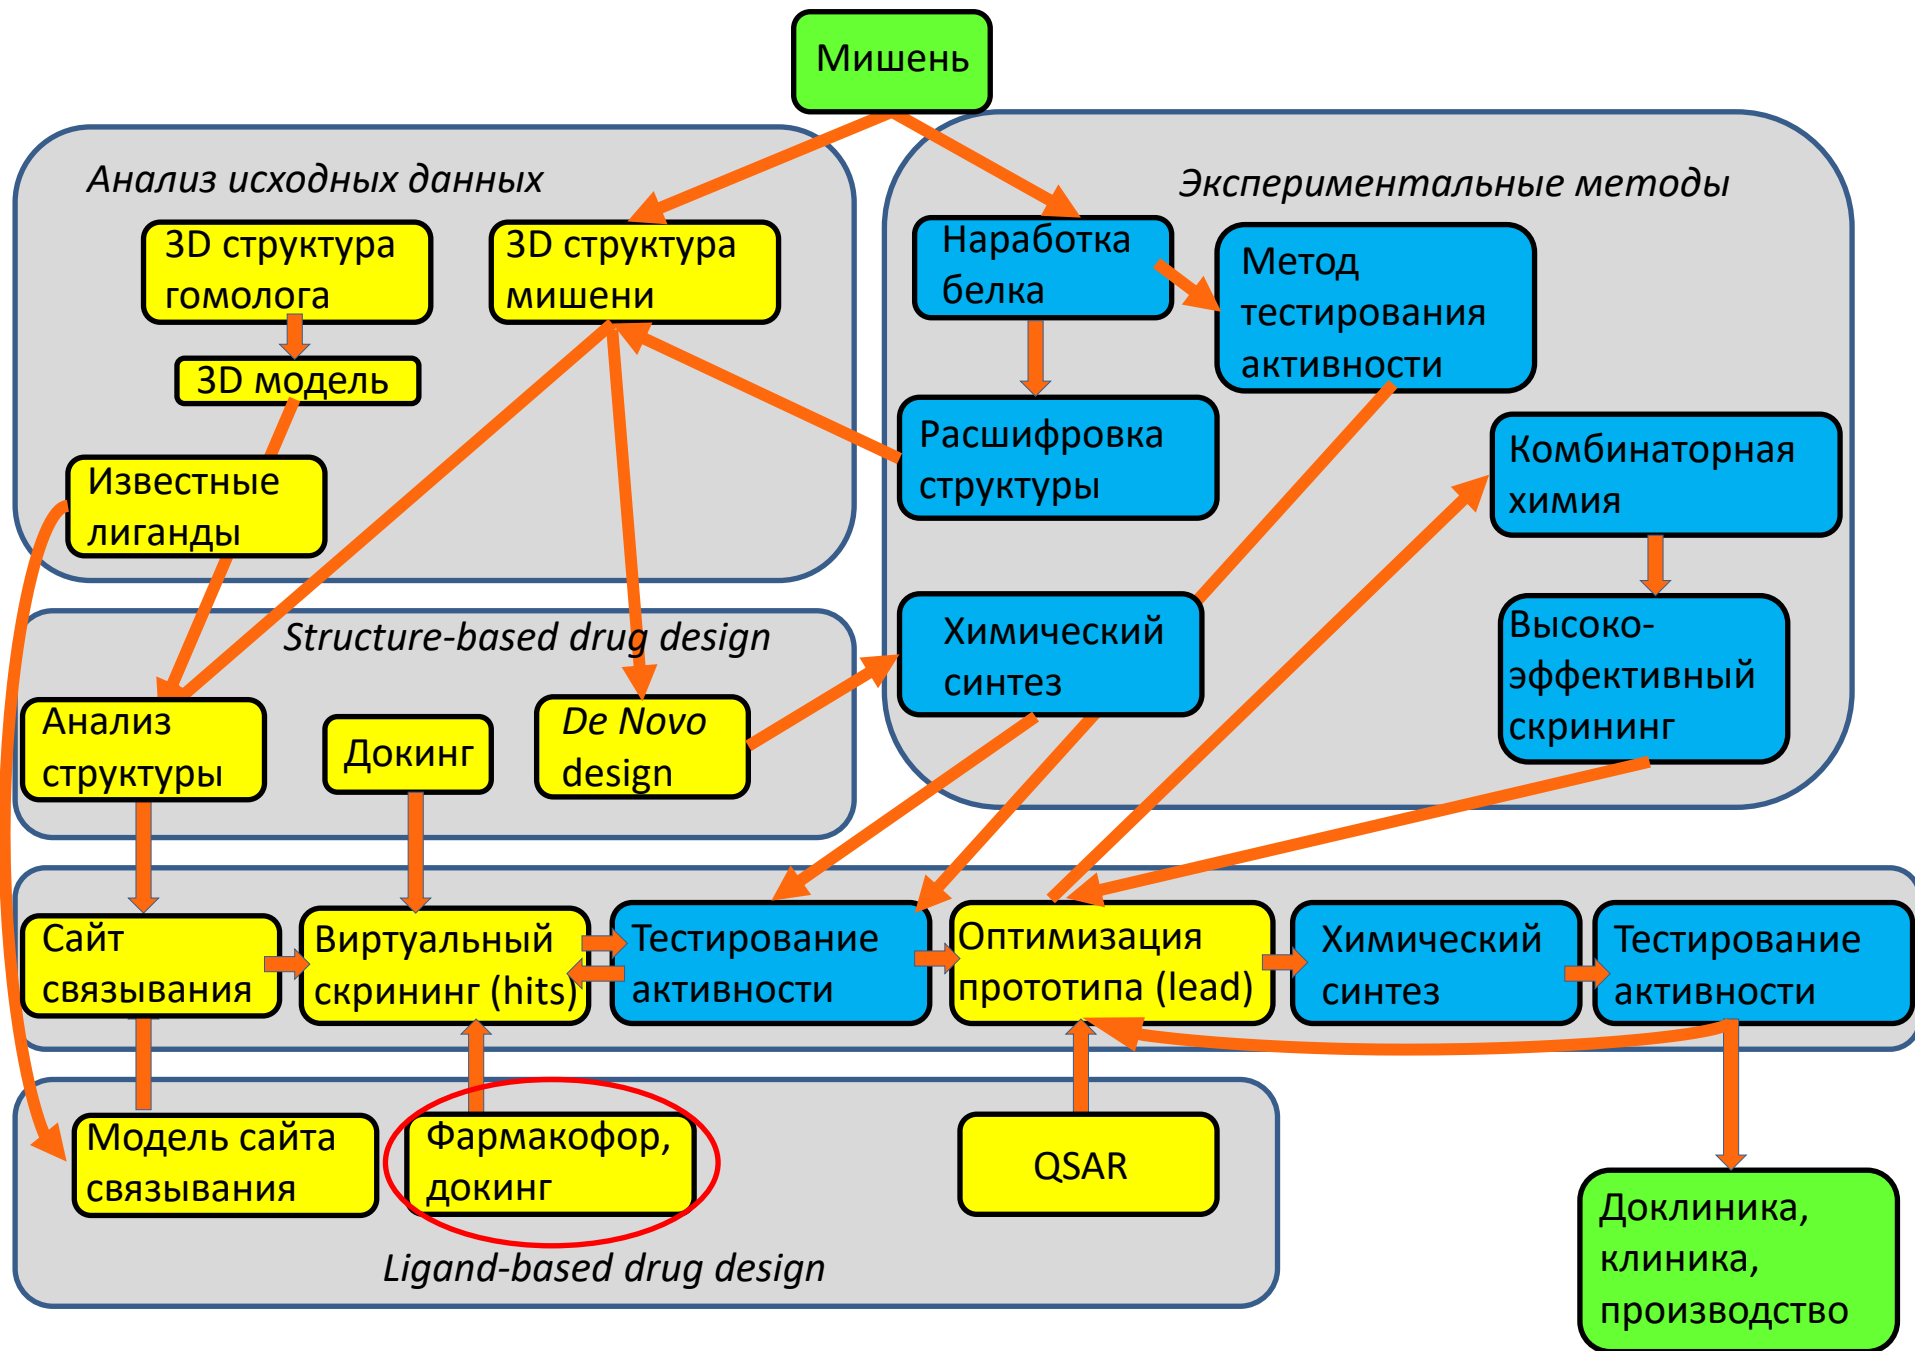 Мишень
Анализ исходных данных
3D структура
гомолога
3D структура
мишени
3D модель
Известные
лиганды
Экспериментальные методы
Наработка
белка
Метод
тестирования
активности
Расшифровка
структуры
Комбинаторная
химия
Химический
синтез
Высоко-
эффективный
скрининг
Structure-based drug design
Анализ
структуры
Докинг
De Novo
design
Сайт
связывания
Виртуальный
скрининг (hits)
Тестирование
активности
Оптимизация
прототипа (lead)
Химический
синтез
Тестирование
активности
Модель сайта
связывания
Фармакофор,
докинг
QSAR
Ligand-based drug design
Доклиника,
клиника,
производство